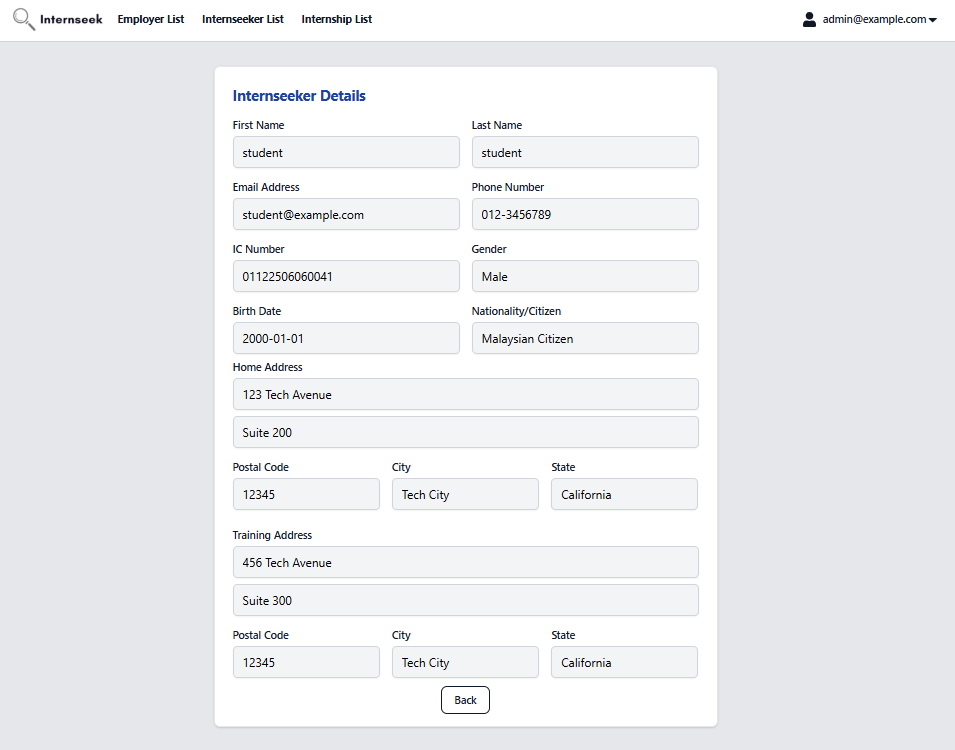 Internseek Employer List Internseeker List Internship List admin@example.com
Internseeker Details
First Name Last Name
student student
Email Address Phone Number
student@example.com 012-3456789
IC Number Gender
01122506060041 Male
Birth Date Nationality/Citizen
2000-01-01 Malaysian Citizen
Home Address
123 Tech Avenue
Suite 200
Postal Code City State
12345 Tech City California
Training Address
456 Tech Avenue
Suite 300
Postal Code City State
12345 Tech City California
Back